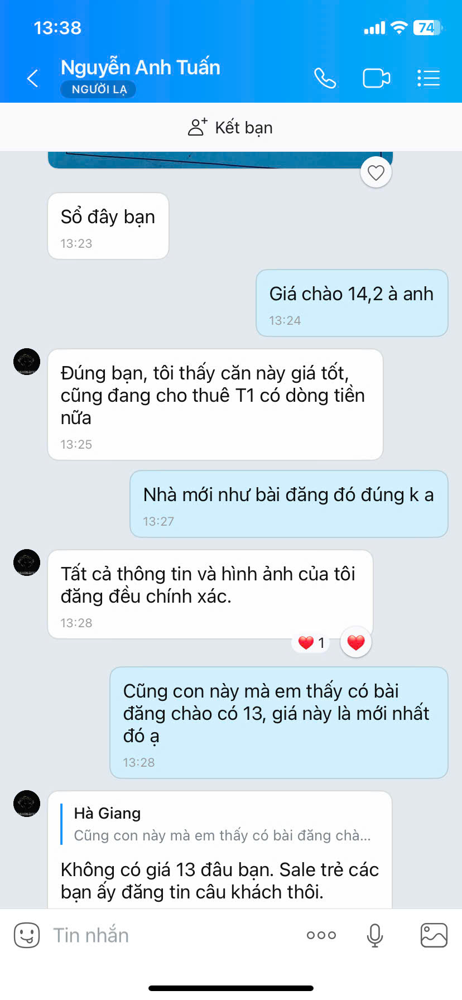 13:38
74
Nguyễn Anh Tuấn
NGƯỜI LẠ
Kết bạn
Sổ đây bạn
13:23
Giá chào 14,2 à anh
13:24
Đúng bạn, tôi thấy căn này giá tốt,
cũng đang cho thuê T1 có dòng tiền
nữa
13:25
Nhà mới như bài đăng đó đúng k a
13:27
Tất cả thông tin và hình ảnh của tôi
đăng đều chính xác.
13:28
1
Cũng con này mà em thấy có bài
đăng chào có 13, giá này là mới nhất
đó ạ
13:28
Hà Giang
Cũng con này mà em thấy có bài đăng chà...
Không có giá 13 đâu bạn. Sale trẻ các
bạn ấy đăng tin câu khách thôi.
Tin nhắn